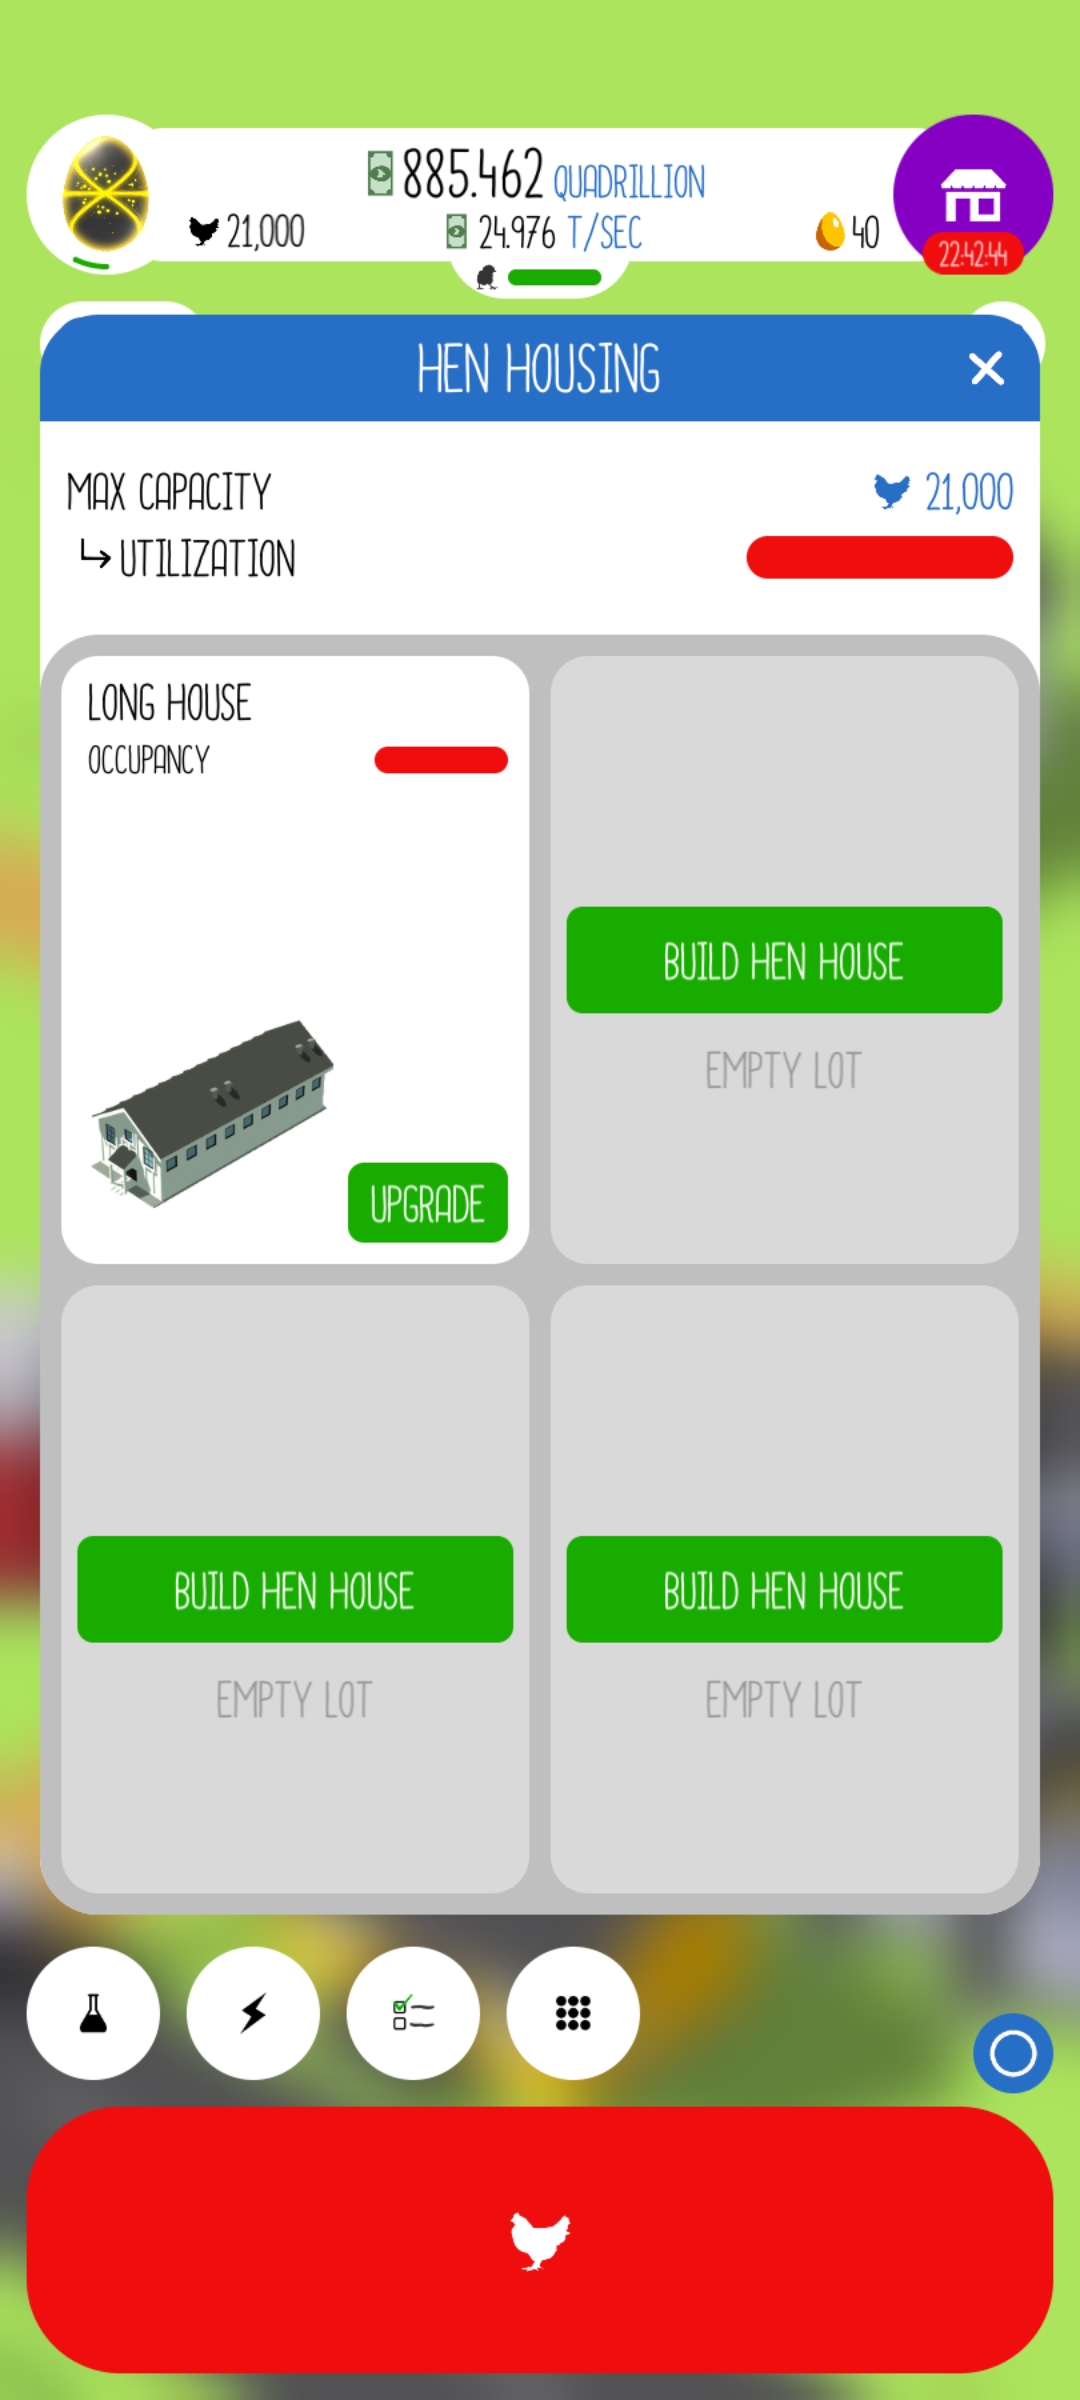 885.462 QUADRILLION
21,000
24.976 T/SEC
40
22:42:44
HEN HOUSING
MAX CAPACITY
21,000
UTILIZATION
LONG HOUSE
OCCUPANCY
UPGRADE
BUILD HEN HOUSE
EMPTY LOT
BUILD HEN HOUSE
EMPTY LOT
BUILD HEN HOUSE
EMPTY LOT